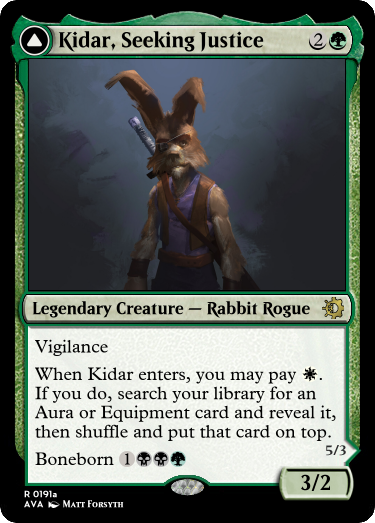 Kidar, Seeking Justice 2
Legendary Creature — Rabbit Rogue
Vigilance
When Kidar enters, you may pay .
If you do, search your library for an
Aura or Equipment card and reveal it,
then shuffle and put that card on top.
5/3
Boneborn 1
3/2
R 0191a
AVA Matt Forsyth